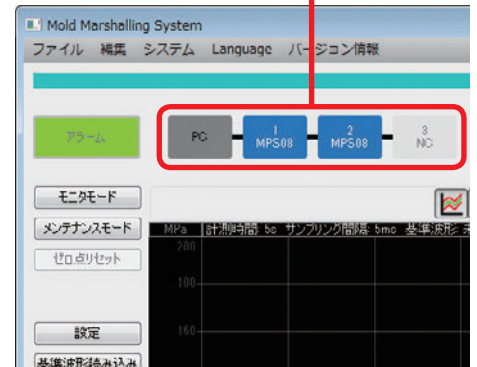 Mold Marshalling System
ファイル 編集 システム Language バージョン情報
アラーム
PC
1
MPS08
2
MPS08
3
NC
モニタモード
メンテナンスモード
ゼロ点リセット
MPa 計測時間: 5s サンプリング間隔: 5ms 基準波形: 未
200
180
160
設定
基準波形読み込み